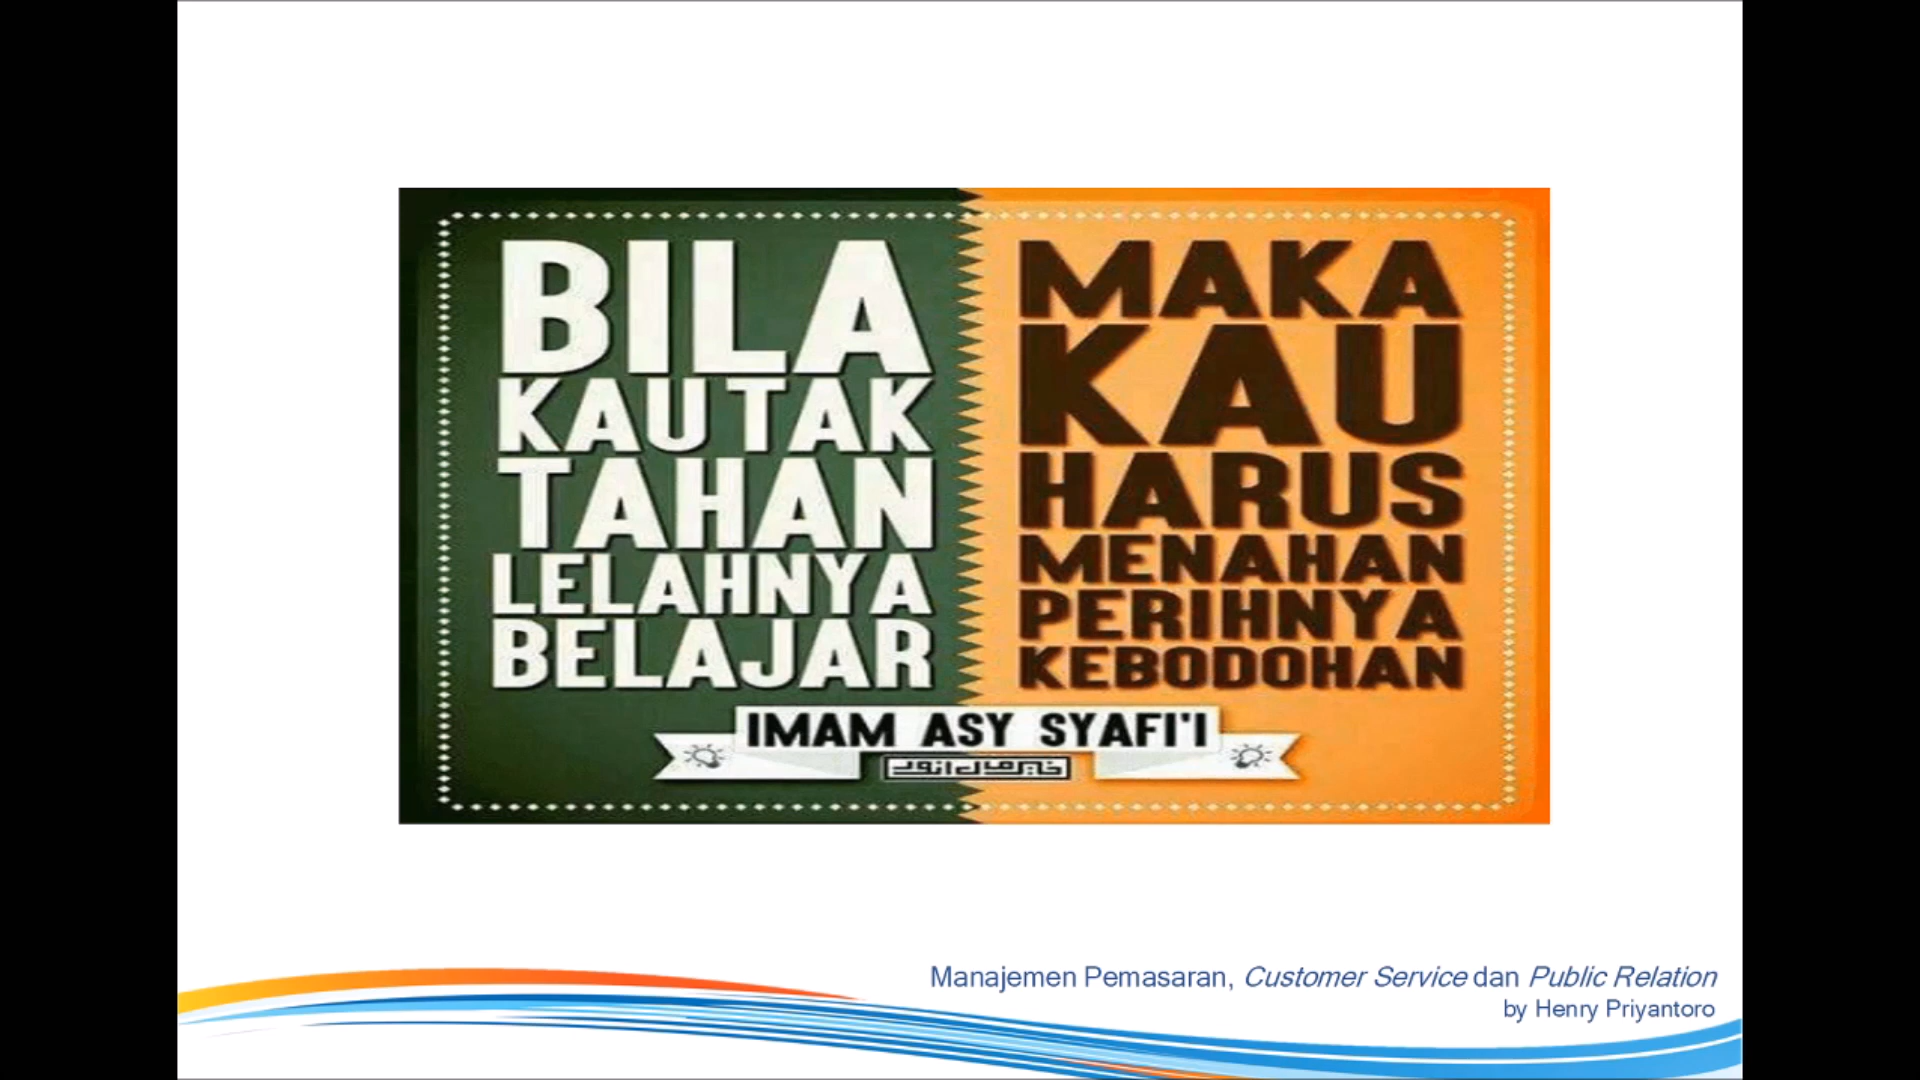 BILA
KAU TAK
TAHAN
LELAHNYA
BELAJAR
MAKA
KAU
HARUS
MENAHAN
PERIHNYA
KEBODOHAN
IMAM ASY SYAFI'I
Manajemen Pemasaran, Customer Service dan Public Relation
by Henry Priyantoro